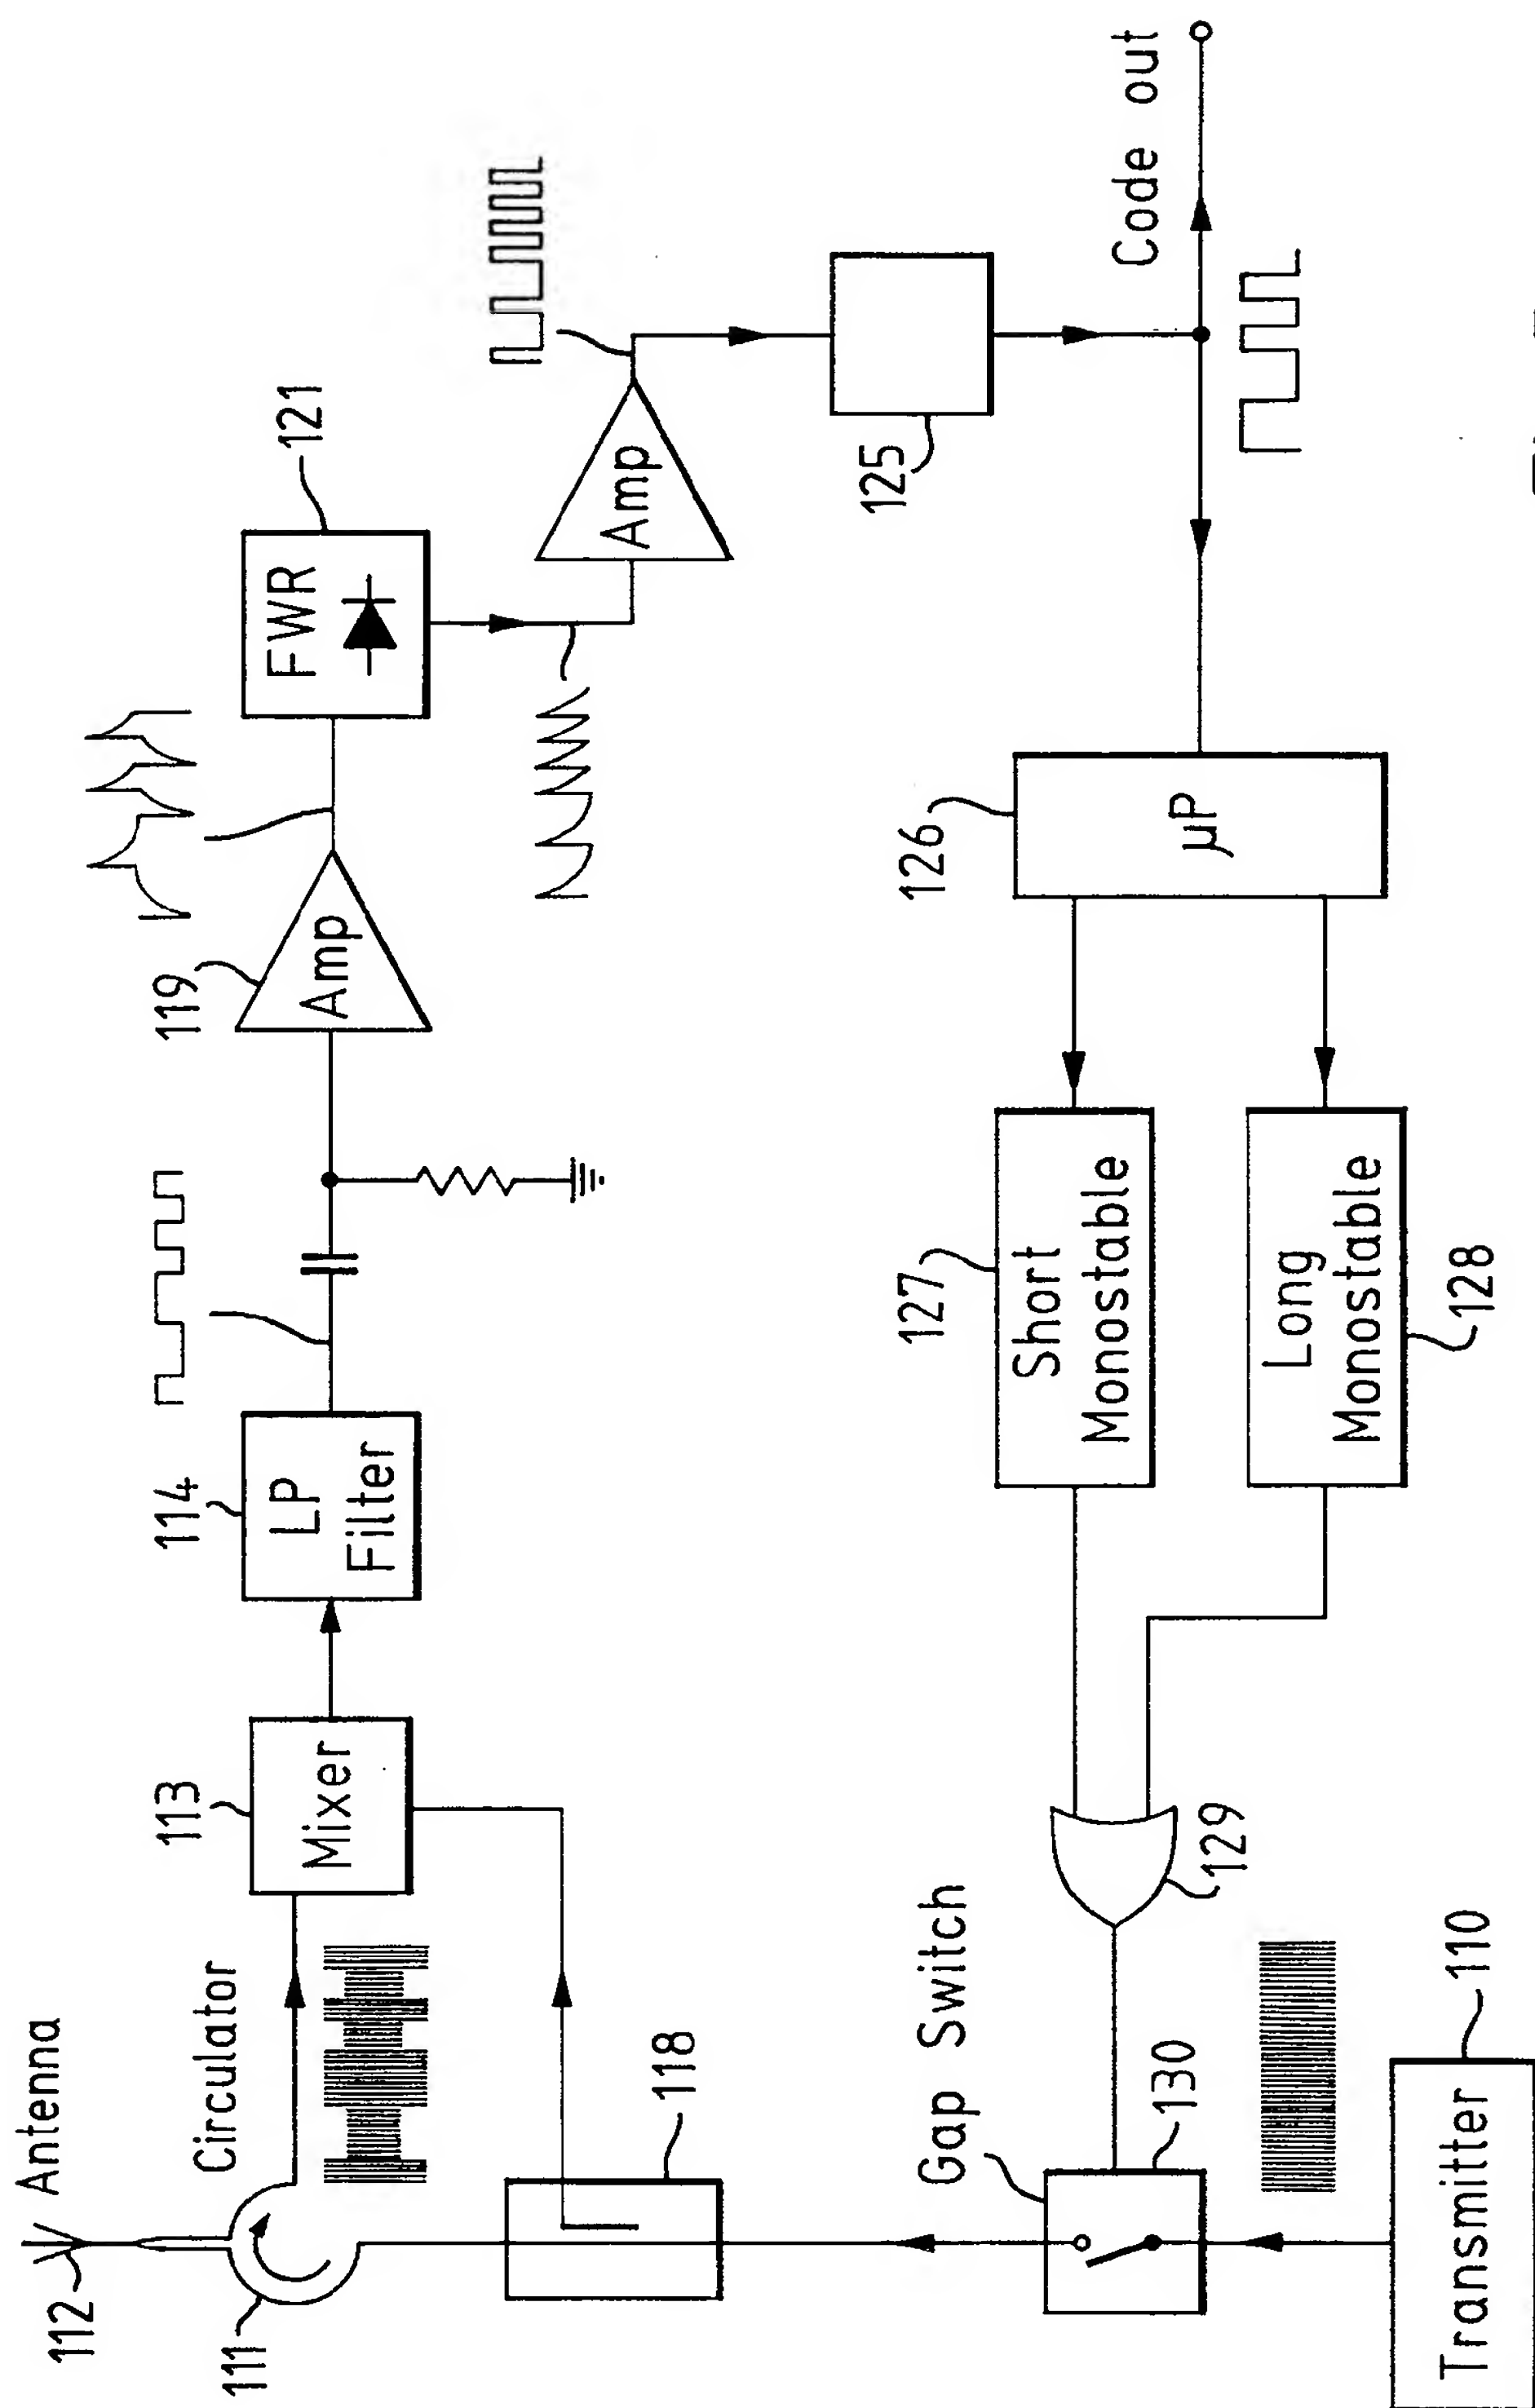 112
Antenna
111
Circulator
113
Mixer
114
LP
Filter
119
Amp
FWR
121
Amp
125
Code out
118
Gap Switch
130
Transmitter
110
129
127
Short
Monostable
Long
Monostable
128
126
μP